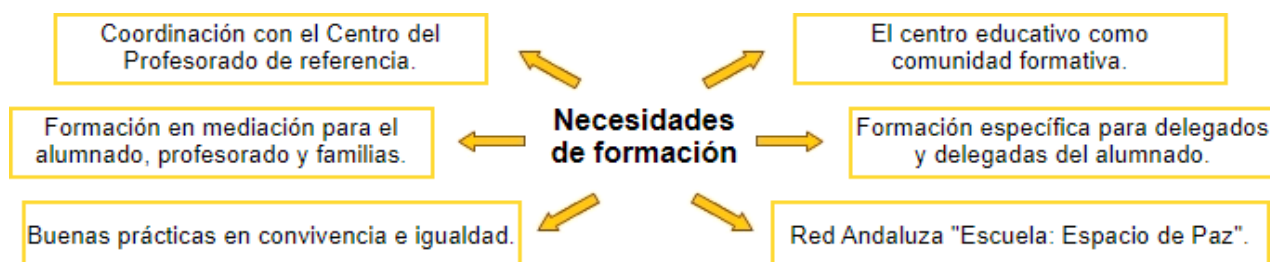 Coordinación con el Centro del
Profesorado de referencia.
El centro educativo como
comunidad formativa.
Necesidades
de formación
Formación en mediación para el
alumnado, profesorado y familias.
Formación específica para delegados
y delegadas del alumnado.
Buenas prácticas en convivencia e igualdad.
Red Andaluza "Escuela: Espacio de Paz".